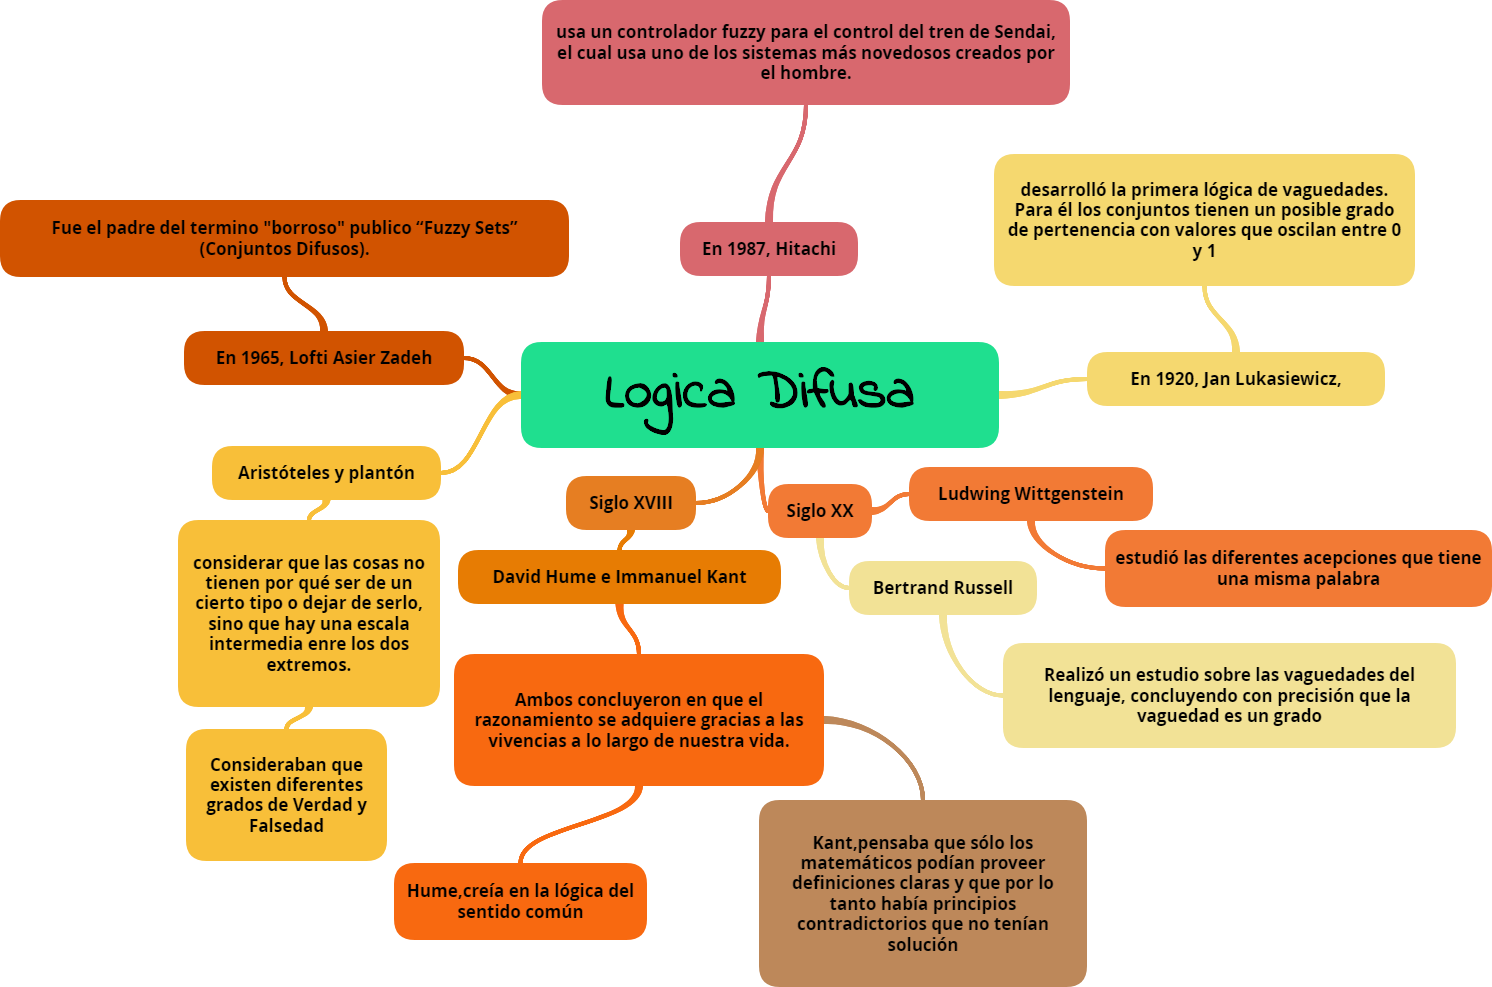 usa un controlador fuzzy para el control del tren de Sendai,
el cual usa uno de los sistemas más novedosos creados por
el hombre.
En 1987, Hitachi
desarrolló la primera lógica de vaguedades.
Para él los conjuntos tienen un posible grado
de pertenencia con valores que oscilan entre 0
y 1
En 1920, Jan Lukasiewicz,
Fue el padre del termino "borroso" publico “Fuzzy Sets”
(Conjuntos Difusos).
En 1965, Lofti Asier Zadeh
Logica Difusa
Aristóteles y plantón
considerar que las cosas no
tienen por qué ser de un
cierto tipo o dejar de serlo,
sino que hay una escala
intermedia enre los dos
extremos.
Consideraban que
existen diferentes
grados de Verdad y
Falsedad
Siglo XVIII
David Hume e Immanuel Kant
Ambos concluyeron en que el
razonamiento se adquiere gracias a las
vivencias a lo largo de nuestra vida.
Hume,creía en la lógica del
sentido común
Kant,pensaba que sólo los
matemáticos podían proveer
definiciones claras y que por lo
tanto había principios
contradictorios que no tenían
solución
Siglo XX
Ludwing Wittgenstein
estudió las diferentes acepciones que tiene
una misma palabra
Bertrand Russell
Realizó un estudio sobre las vaguedades del
lenguaje, concluyendo con precisión que la
vaguedad es un grado